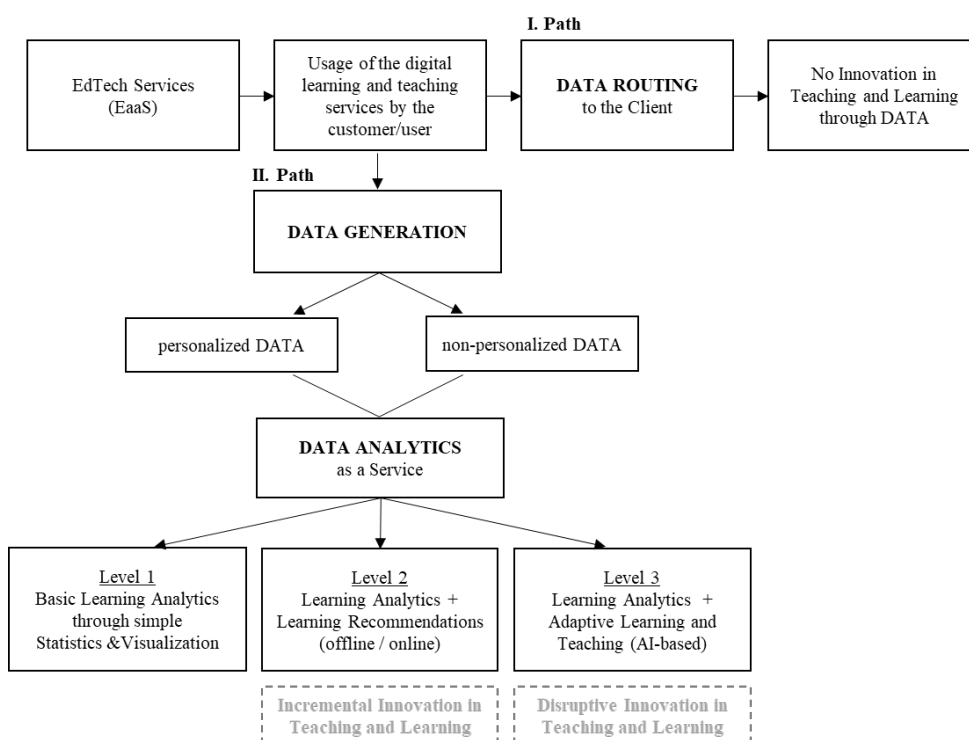 I. Path
EdTech Services
(EaaS)
Usage of the digital
learning and teaching
services by the
customer/user
DATA ROUTING
to the Client
No Innovation in
Teaching and Learning
through DATA
II. Path
DATA GENERATION
personalized DATA
non-personalized DATA
DATA ANALYTICS
as a Service
Level 1
Basic Learning Analytics
through simple
Statistics &Visualization
Level 2
Learning Analytics +
Learning Recommendations
(offline / online)
Level 3
Learning Analytics +
Adaptive Learning and
Teaching (AI-based)
Incremental Innovation in
Teaching and Learning
Disruptive Innovation in
Teaching and Learning